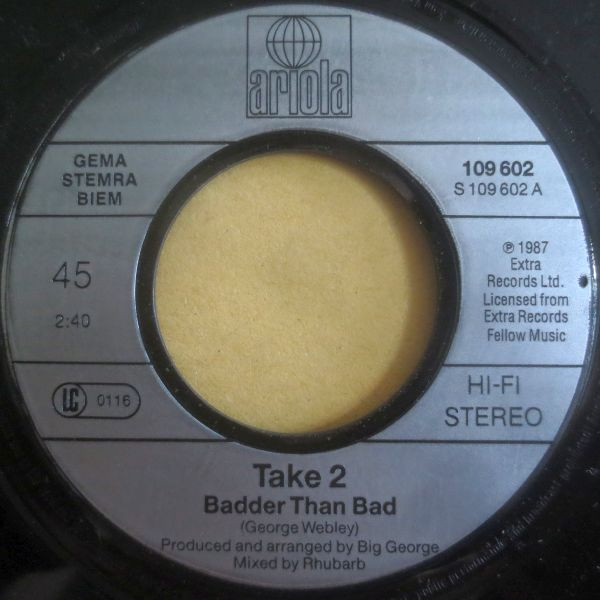 ariola
GEMA
STEMRA
BIEM
45
2:40
LC 0116
109 602
S 109 602 A
℗ 1987
Extra
Records Ltd.
Licensed from
Extra Records
Fellow Music
HI-FI
STEREO
Take 2
Badder Than Bad
(George Webley)
Produced and arranged by Big George
Mixed by Rhubarb